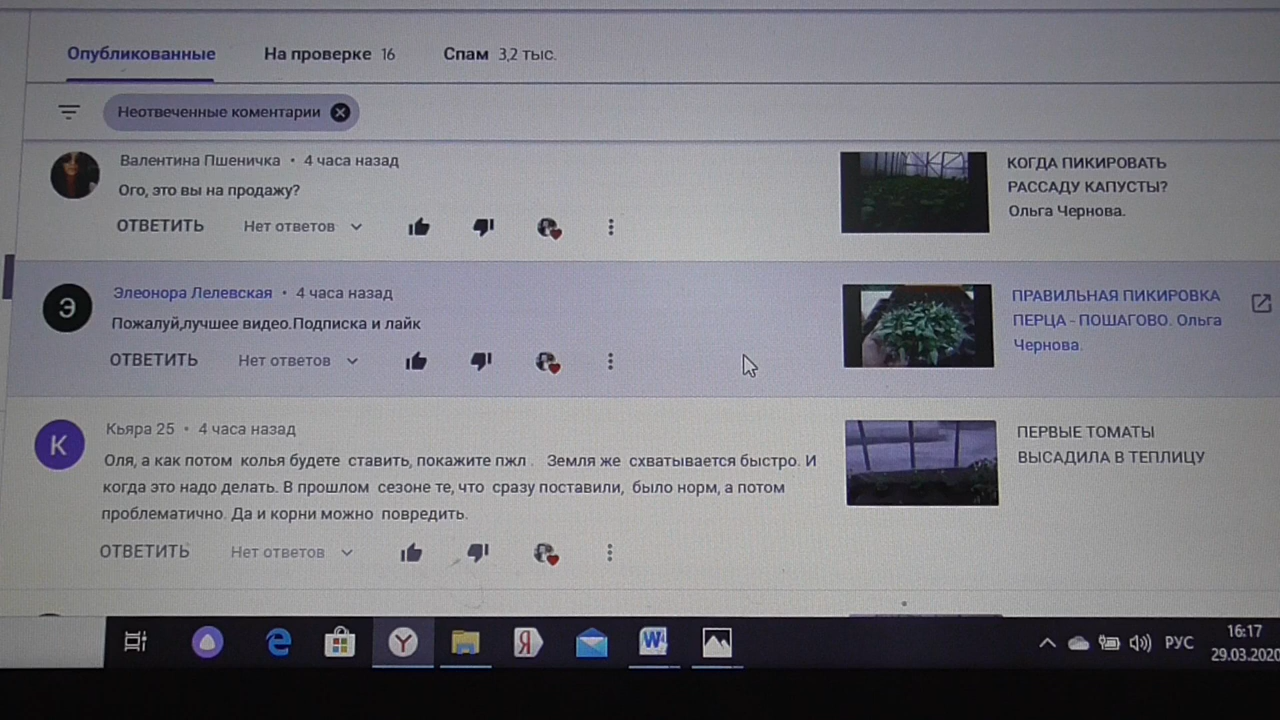 Опубликованные На проверке 16 Спам 3,2 тыс.
Неотвеченные коментарии
Валентина Пшеничка • 4 часа назад
Ого, это вы на продажу?
ОТВЕТИТЬ Нет ответов
КОГДА ПИКИРОВАТЬ
РАССАДУ КАПУСТЫ?
Ольга Чернова.
Э
Элеонора Лелевская • 4 часа назад
Пожалуй,лучшее видео.Подписка и лайк
ОТВЕТИТЬ Нет ответов
ПРАВИЛЬНАЯ ПИКИРОВКА
ПЕРЦА - ПОШАГОВО. Ольга
Чернова.
К
Кьяра 25 • 4 часа назад
Оля, а как потом колья будете ставить, покажите пжл . Земля же схватывается быстро. И
когда это надо делать. В прошлом сезоне те, что сразу поставили, было норм, а потом
проблематично. Да и корни можно повредить.
ОТВЕТИТЬ Нет ответов
ПЕРВЫЕ ТОМАТЫ
ВЫСАДИЛА В ТЕПЛИЦУ
Y Я W РУС 16:17
29.03.2020